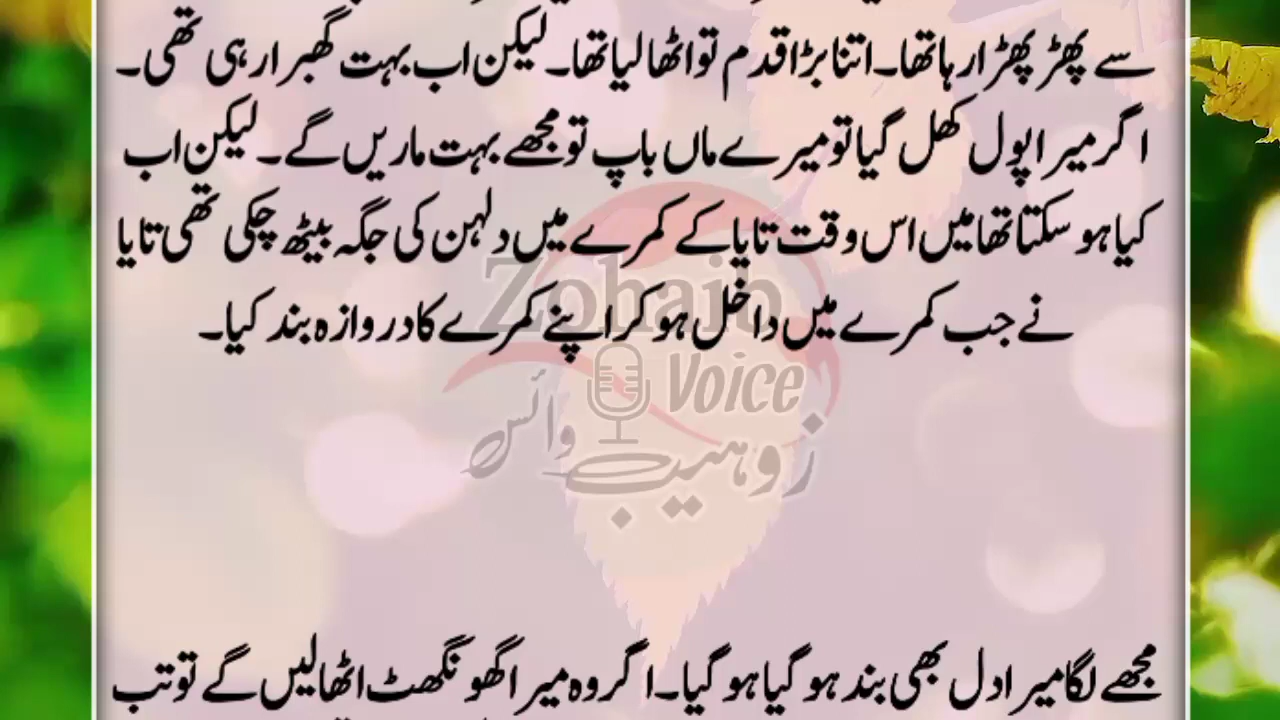 سے پھڑ پھڑا رہا تھا۔ اتنا بڑا قدم تو اٹھا لیا تھا۔ لیکن اب بہت گھبرا رہی تھی۔
اگر میرا پول کھل گیا تو میرے ماں باپ تو مجھے بہت ماریں گے۔ لیکن اب
کیا ہو سکتا تھا میں اس وقت تایا کے کمرے میں دلہن کی جگہ بیٹھ چکی تھی تایا
نے جب کمرے میں داخل ہو کر اپنے کمرے کا دروازہ بند کیا۔
Zohaib
Voice
زوہیب وائس
مجھے لگا میرا دل بھی بند ہو گیا ہو گیا۔ اگر وہ میرا گھونگھٹ اٹھا لیں گے تو تب